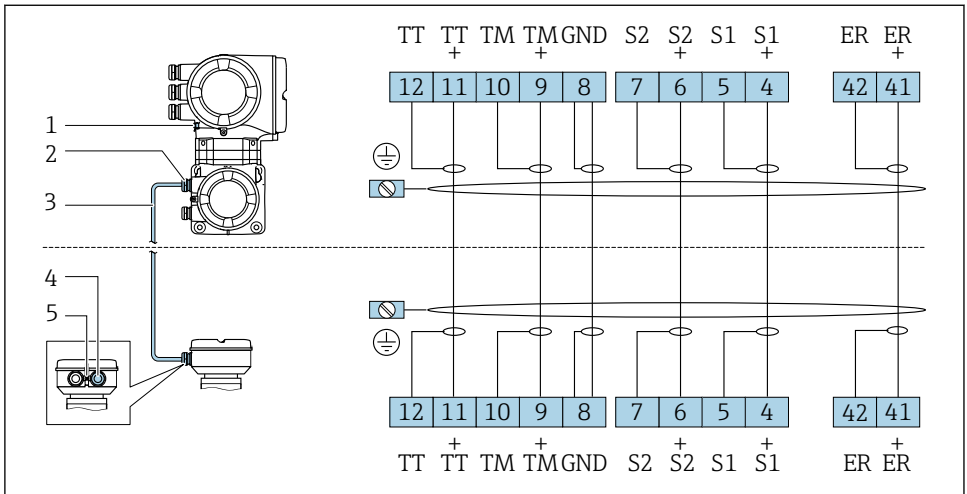 TT TT TM TM GND S2 S2 S1 S1 ER ER
+ + + + +
12 11 10 9 8 7 6 5 4 42 41
1
2
3
4
5
12 11 10 9 8 7 6 5 4 42 41
+ + + + +
TT TT TM TM GND S2 S2 S1 S1 ER ER